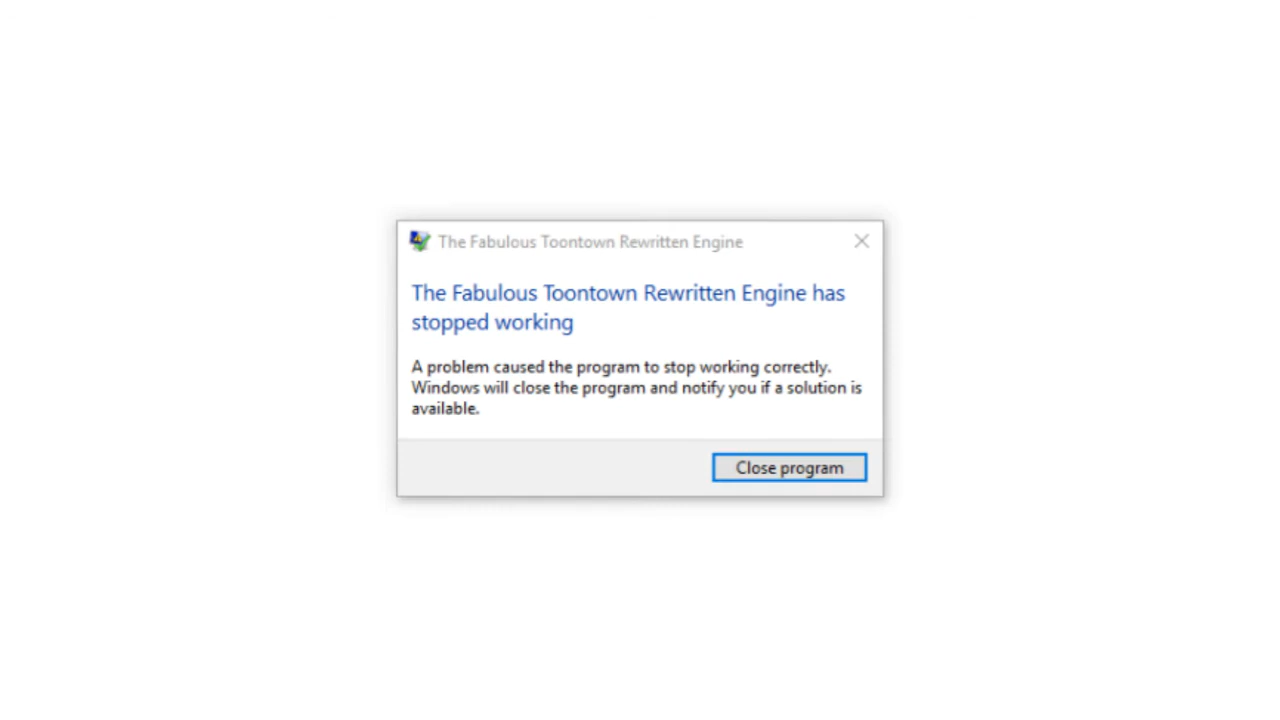 The Fabulous Toontown Rewritten Engine
The Fabulous Toontown Rewritten Engine has
stopped working
A problem caused the program to stop working correctly.
Windows will close the program and notify you if a solution is
available.
Close program